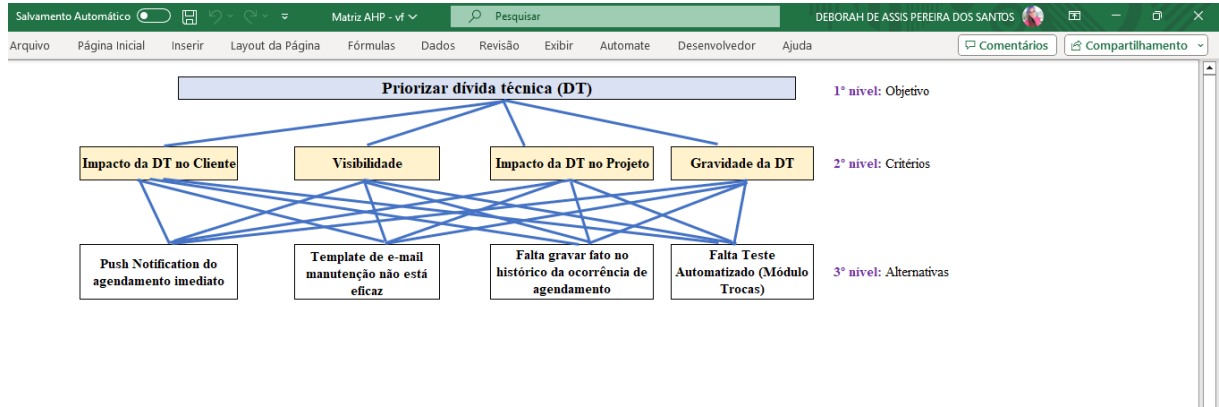 Salvamento Automático
Matriz AHP - vf
Pesquisar
DEBORAH DE ASSIS PEREIRA DOS SANTOS
Arquivo Página Inicial Inserir Layout da Página Fórmulas Dados Revisão Exibir Automate Desenvolvedor Ajuda Comentários Compartilhamento
Priorizar dívida técnica (DT)
1º nível: Objetivo
Impacto da DT no Cliente
Visibilidade
Impacto da DT no Projeto
Gravidade da DT
2º nível: Critérios
Push Notification do
agendamento imediato
Template de e-mail
manutenção não está
eficaz
Falta gravar fato no
histórico da ocorrência de
agendamento
Falta Teste
Automatizado (Módulo
Trocas)
3º nível: Alternativas